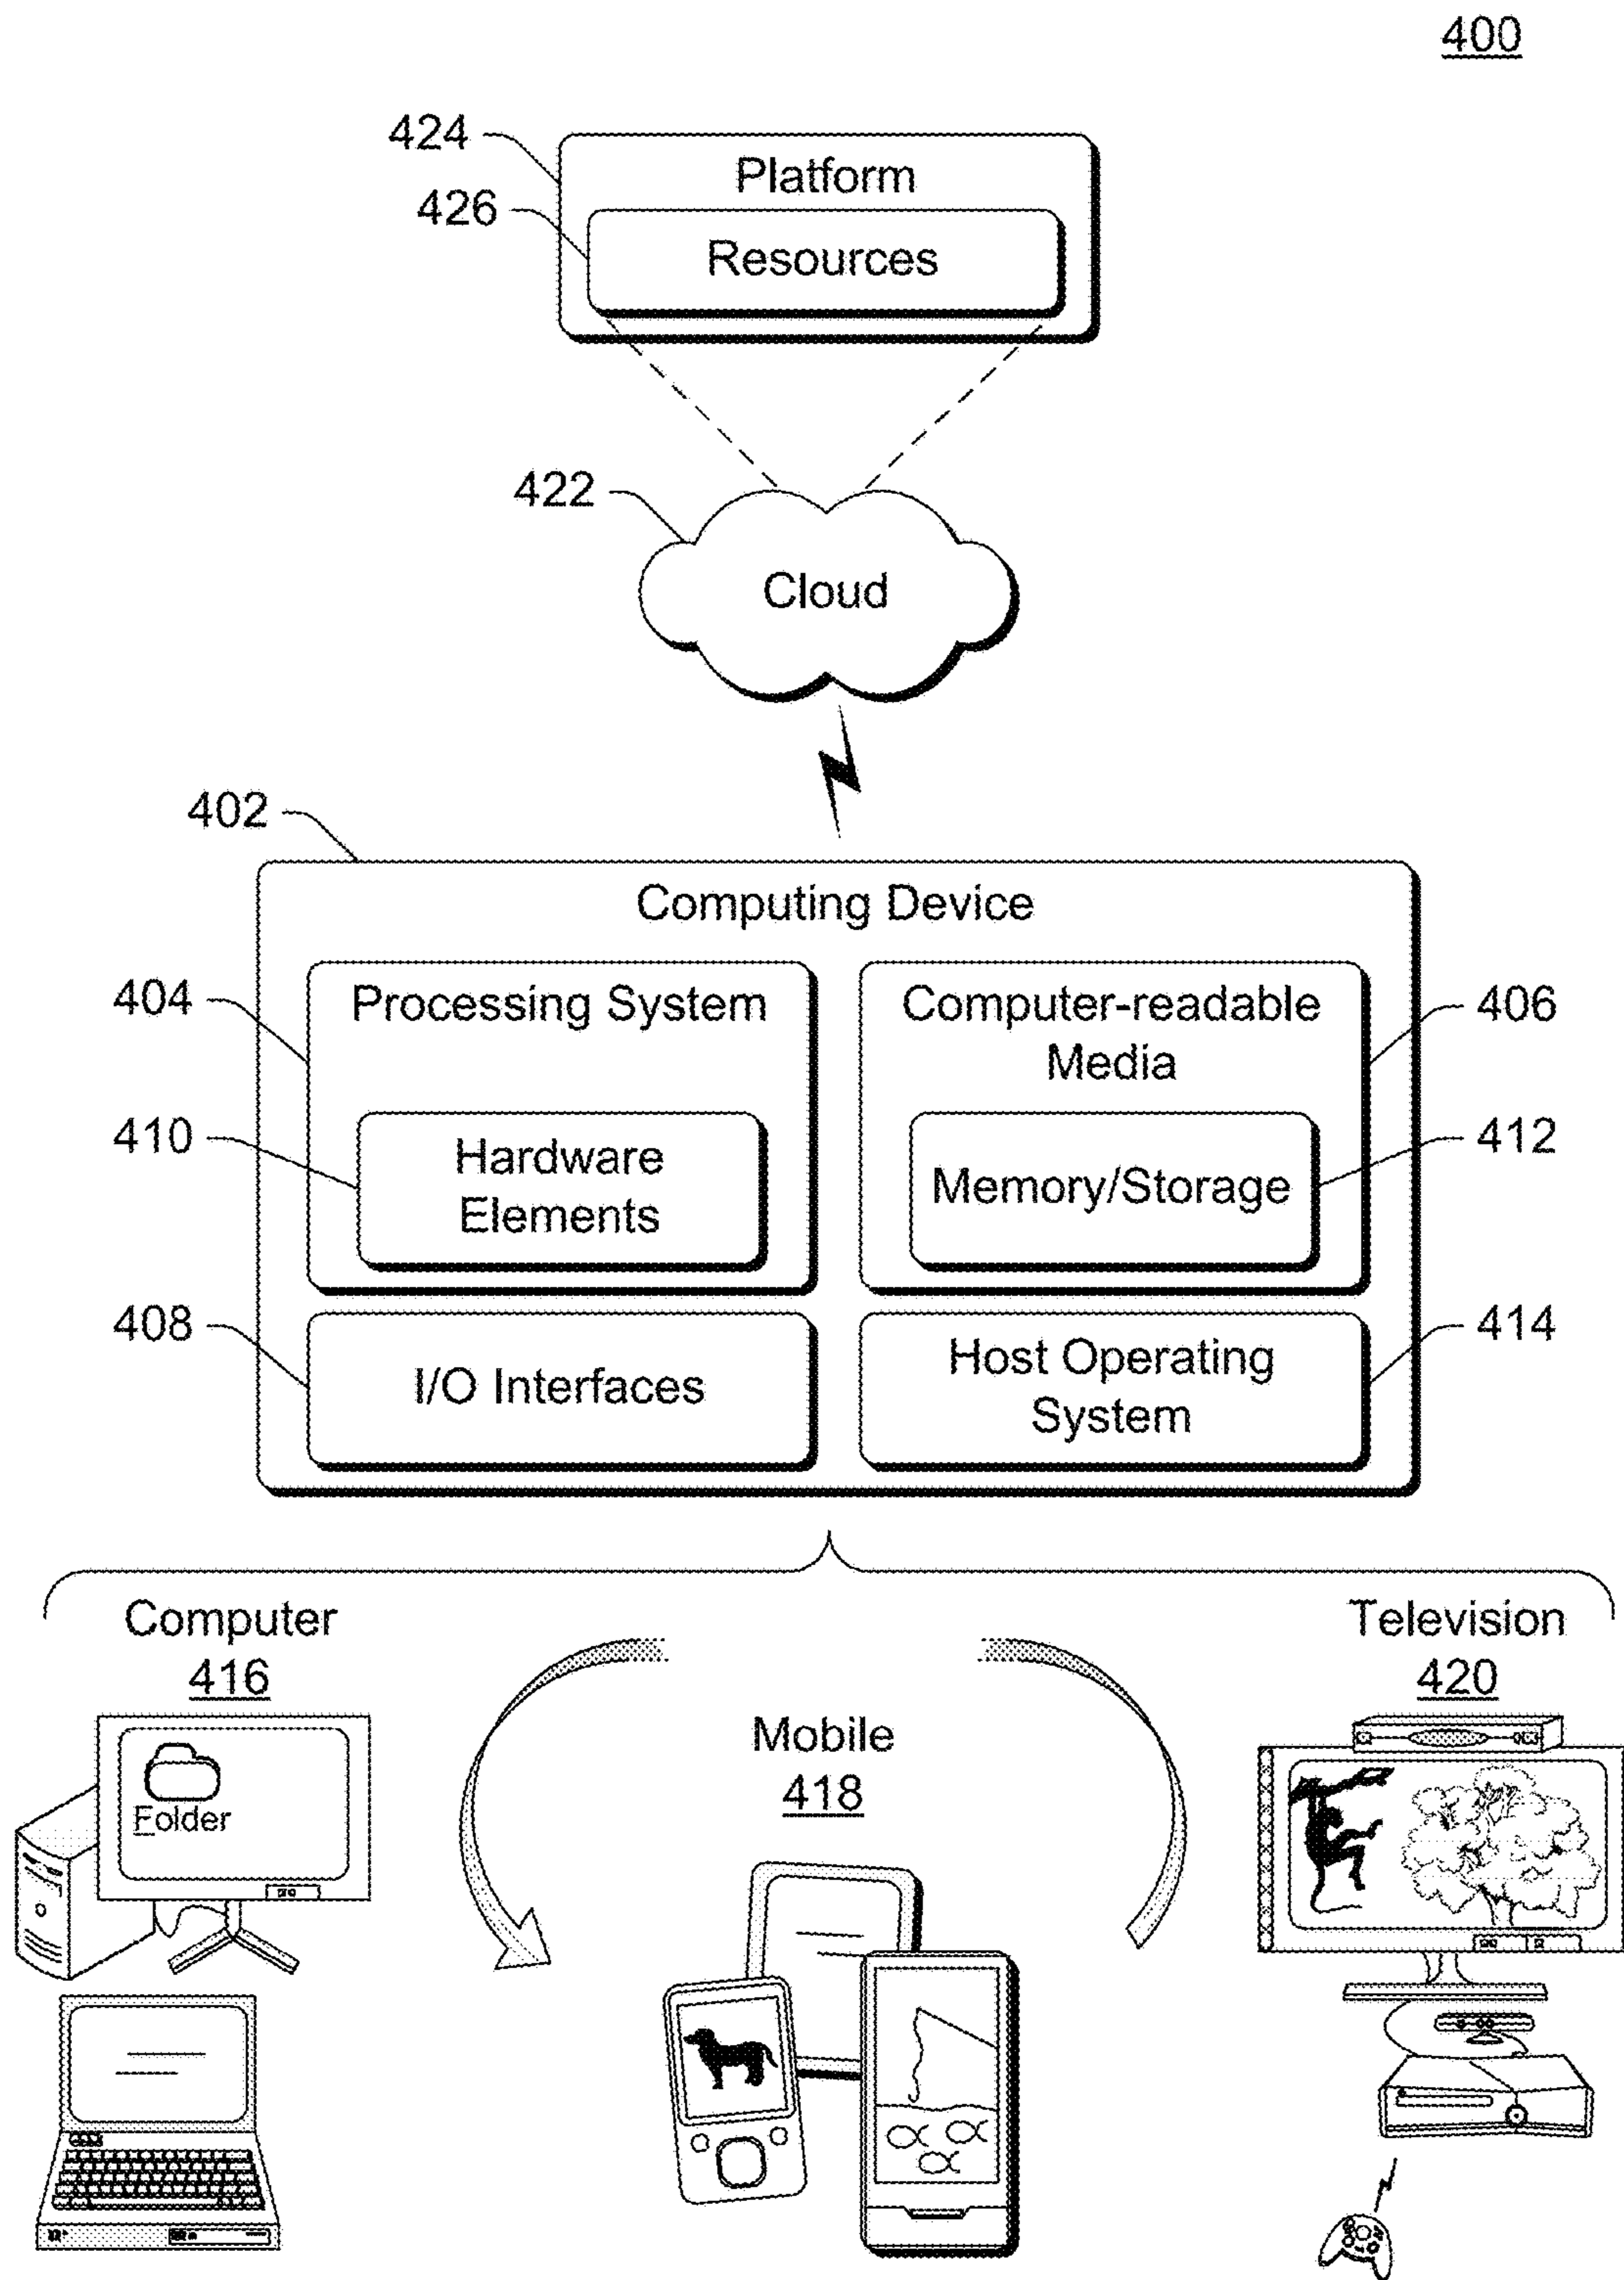 400
424
Platform
426
Resources
422
Cloud
402
Computing Device
404
Processing System
Computer-readable
Media
406
410
Hardware
Elements
Memory/Storage
412
408
I/O Interfaces
Host Operating
System
414
Computer
416
Folder
Mobile
418
Television
420